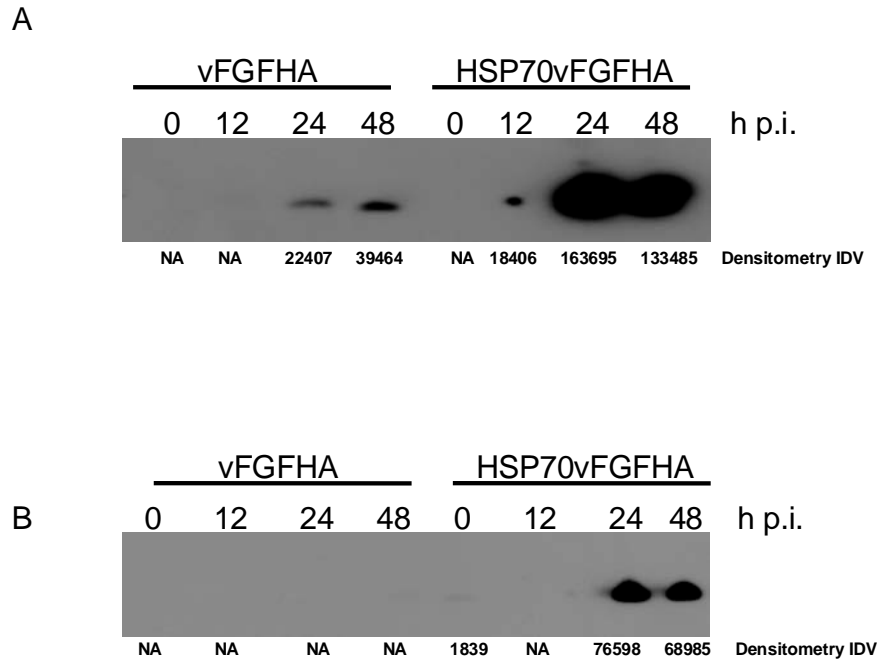 A
vFGFHA HSP70vFGFHA
0 12 24 48 0 12 24 48 h p.i.
NA NA 22407 39464 NA 18406 163695 133485 Densitometry IDV
vFGFHA HSP70vFGFHA
B 0 12 24 48 0 12 24 48 h p.i.
NA NA NA NA 1839 NA 76598 68985 Densitometry IDV